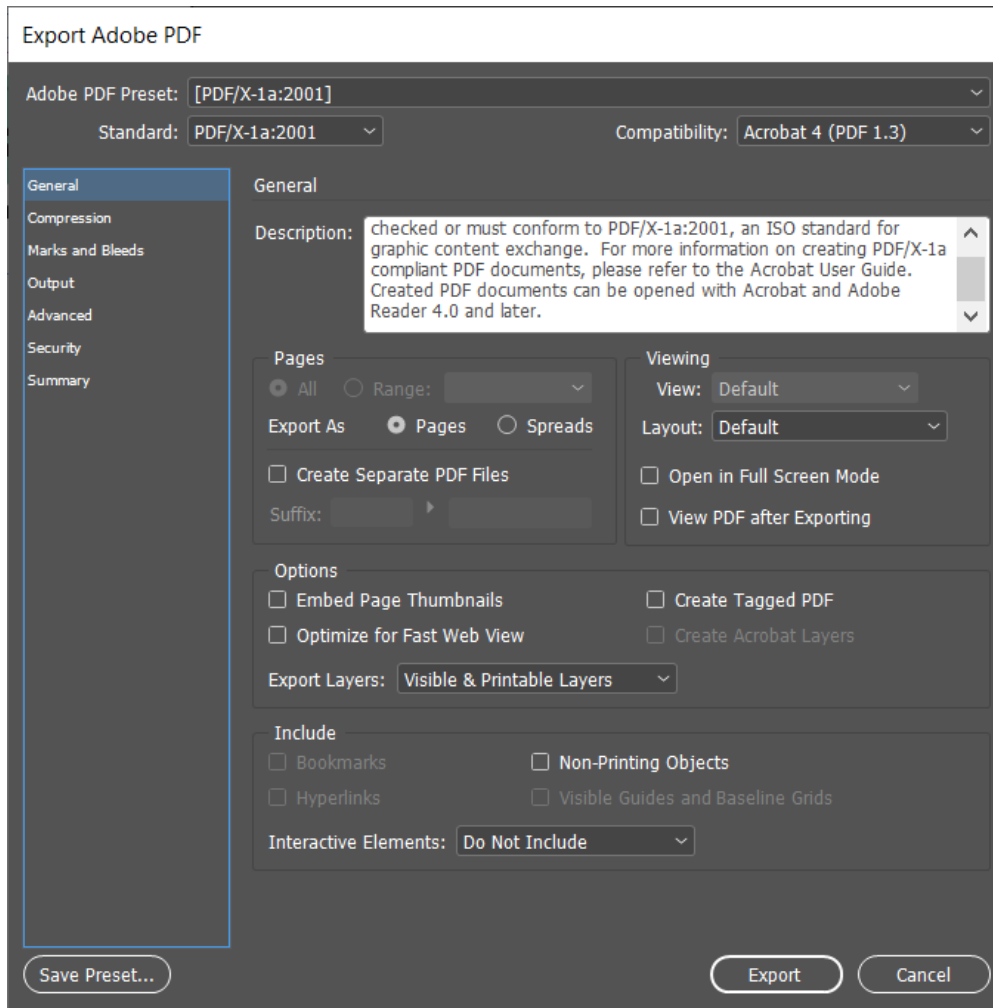 Export Adobe PDF
Adobe PDF Preset: [PDF/X-1a:2001]
Standard: PDF/X-1a:2001 Compatibility: Acrobat 4 (PDF 1.3)
General
Compression
Marks and Bleeds
Output
Advanced
Security
Summary
General
Description: checked or must conform to PDF/X-1a:2001, an ISO standard for
graphic content exchange.  For more information on creating PDF/X-1a
compliant PDF documents, please refer to the Acrobat User Guide.
Created PDF documents can be opened with Acrobat and Adobe
Reader 4.0 and later.
Pages
All Range:
Export As Pages Spreads
Create Separate PDF Files
Suffix:
Viewing
View: Default
Layout: Default
Open in Full Screen Mode
View PDF after Exporting
Options
Embed Page Thumbnails Create Tagged PDF
Optimize for Fast Web View Create Acrobat Layers
Export Layers: Visible & Printable Layers
Include
Bookmarks Non-Printing Objects
Hyperlinks Visible Guides and Baseline Grids
Interactive Elements: Do Not Include
Save Preset... Export Cancel